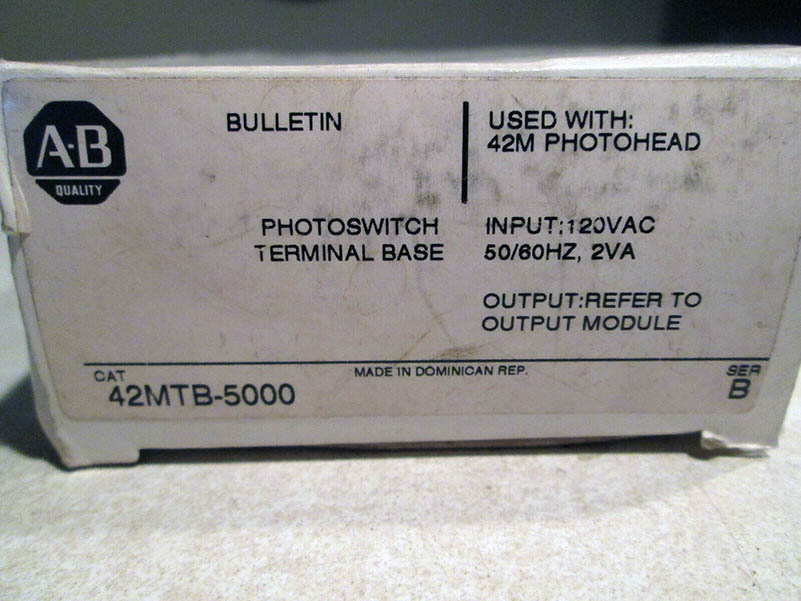 A-B
QUALITY
BULLETIN
USED WITH:
42M PHOTOHEAD
PHOTOSWITCH
TERMINAL BASE
INPUT:120VAC
50/60HZ, 2VA
OUTPUT:REFER TO
OUTPUT MODULE
CAT
42MTB-5000
MADE IN DOMINICAN REP.
SER
B